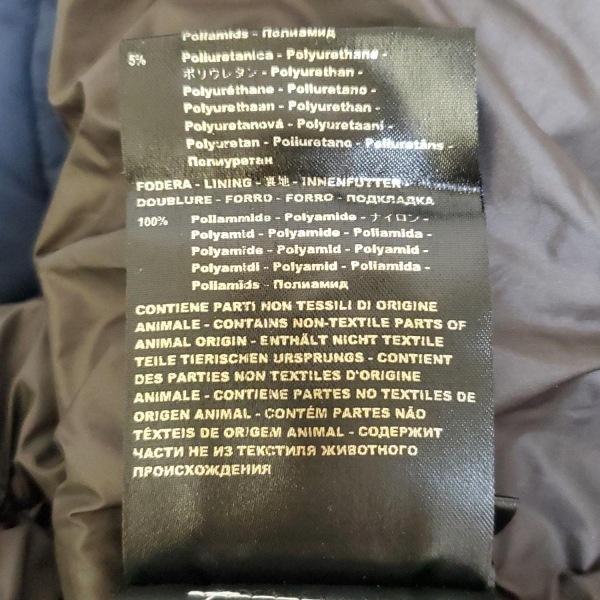 Poliamīds - Полиамид
5% Poliuretanica - Polyurethane -
ポリウレタン - Polyurethan -
Polyuréthane - Poliuretano -
Polyurethaan - Polyurethan -
Polyuretanová - Polyuretaani -
Polyuretan - Poliuretano - Poliuretāns -
Полиуретан
FODERA - LINING - 裏地 - INNENFUTTER -
DOUBLURE - FORRO - FORRO - ПОДКЛАДКА
100% Poliammide - Polyamide - ナイロン -
Polyamid - Polyamide - Poliamida -
Polyamide - Polyamid - Polyamid -
Polyamidi - Polyamid - Poliamida -
Poliamīds - Полиамид
CONTIENE PARTI NON TESSILI DI ORIGINE
ANIMALE - CONTAINS NON-TEXTILE PARTS OF
ANIMAL ORIGIN - ENTHÄLT NICHT TEXTILE
TEILE TIERISCHEN URSPRUNGS - CONTIENT
DES PARTIES NON TEXTILES D'ORIGINE
ANIMALE - CONTIENE PARTES NO TEXTILES DE
ORIGEN ANIMAL - CONTÉM PARTES NÃO
TÊXTEIS DE ORIGEM ANIMAL - СОДЕРЖИТ
ЧАСТИ НЕ ИЗ ТЕКСТИЛЯ ЖИВОТНОГО
ПРОИСХОЖДЕНИЯ